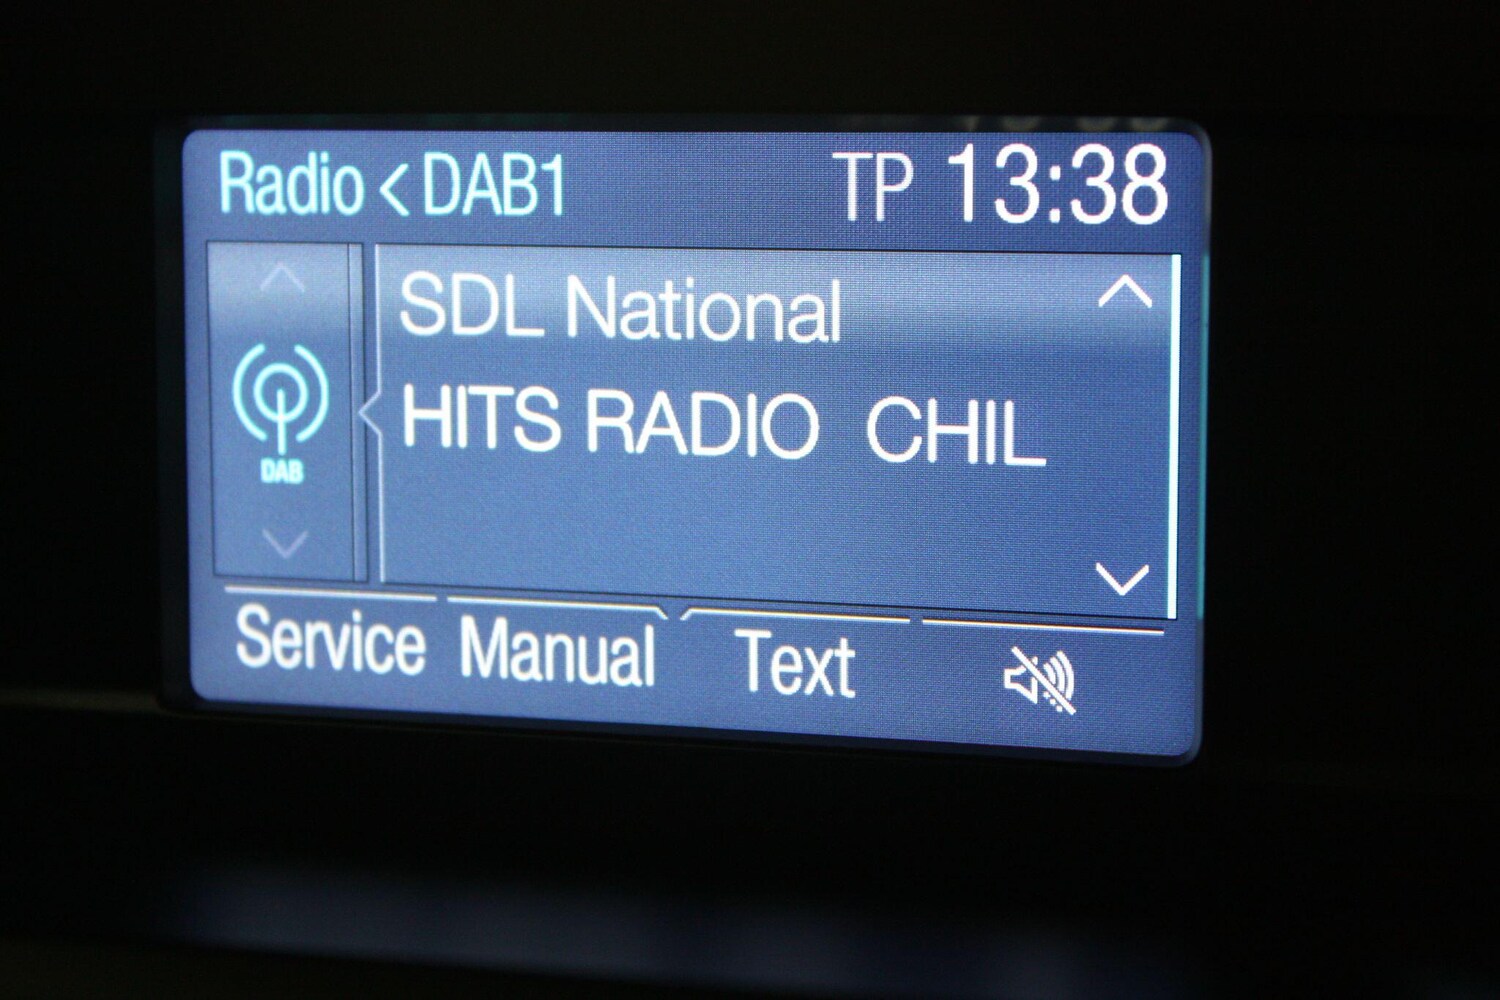 Radio < DAB1 TP 13:38
SDL National
HITS RADIO CHIL
DAB
Service Manual Text